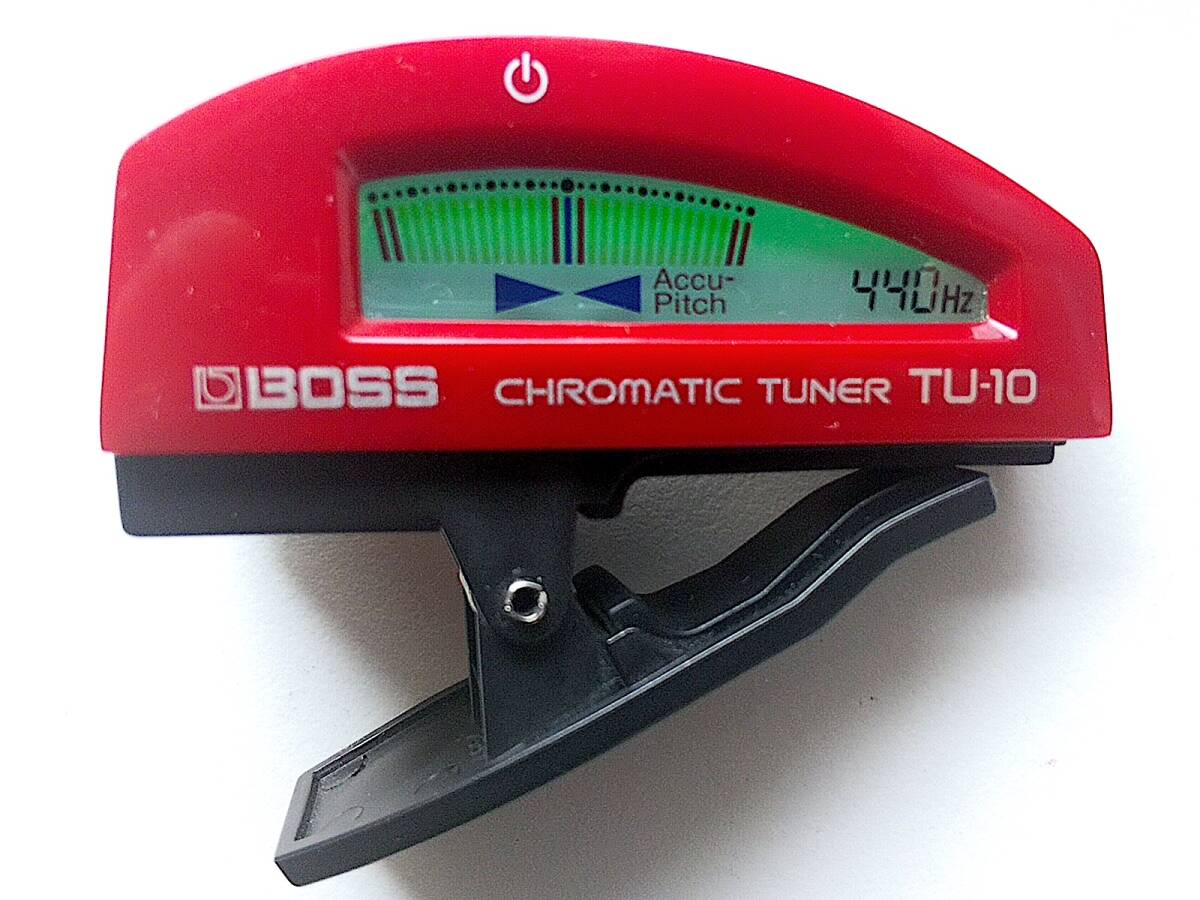 Accu-
Pitch
440Hz
BOSS CHROMATIC TUNER TU-10